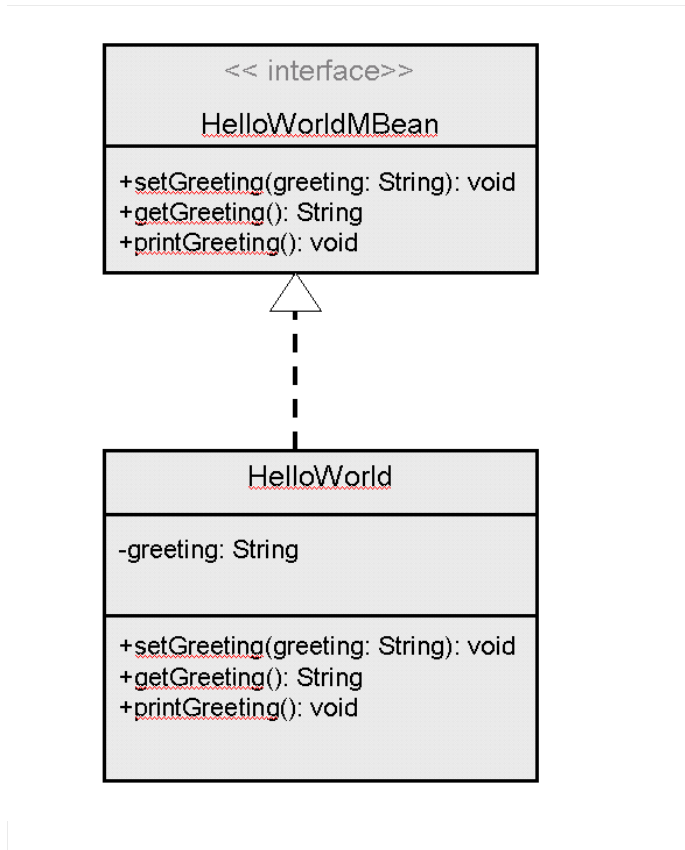 << interface>>
HelloWorldMBean
+setGreeting(greeting: String): void
+getGreeting(): String
+printGreeting(): void
HelloWorld
-greeting: String
+setGreeting(greeting: String): void
+getGreeting(): String
+printGreeting(): void